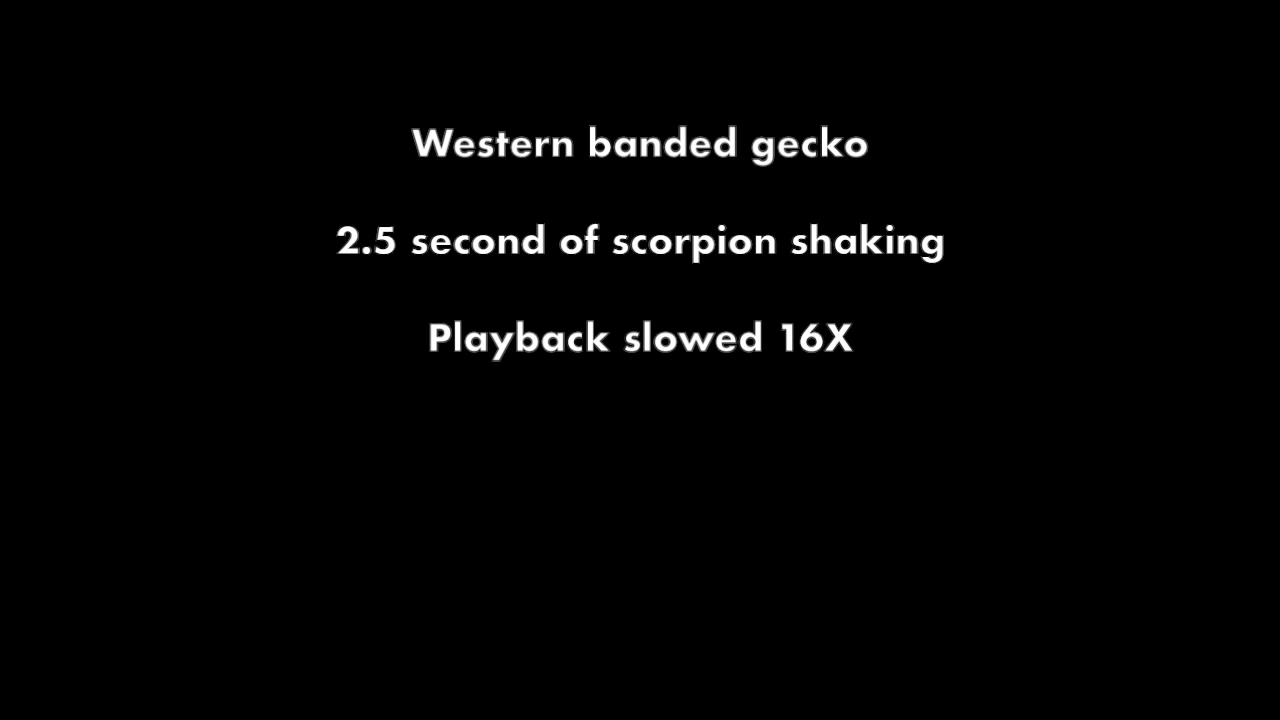 Western banded gecko
2.5 second of scorpion shaking
Playback slowed 16X